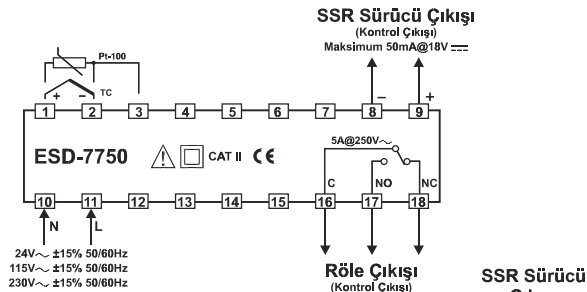 SSR Sürücü Çıkışı
(Kontrol Çıkışı)
Maksimum 50mA@18V
Pt-100
TC
+ −
− +
1 2 3 4 5 6 7 8 9
5A@250V~
ESD-7750
CAT II CE
C NO NC
10 11 12 13 14 15 16 17 18
N L
24V~ ±15% 50/60Hz
115V~ ±15% 50/60Hz
230V~ ±15% 50/60Hz
Röle Çıkışı
(Kontrol Çıkışı)
SSR Sürücü